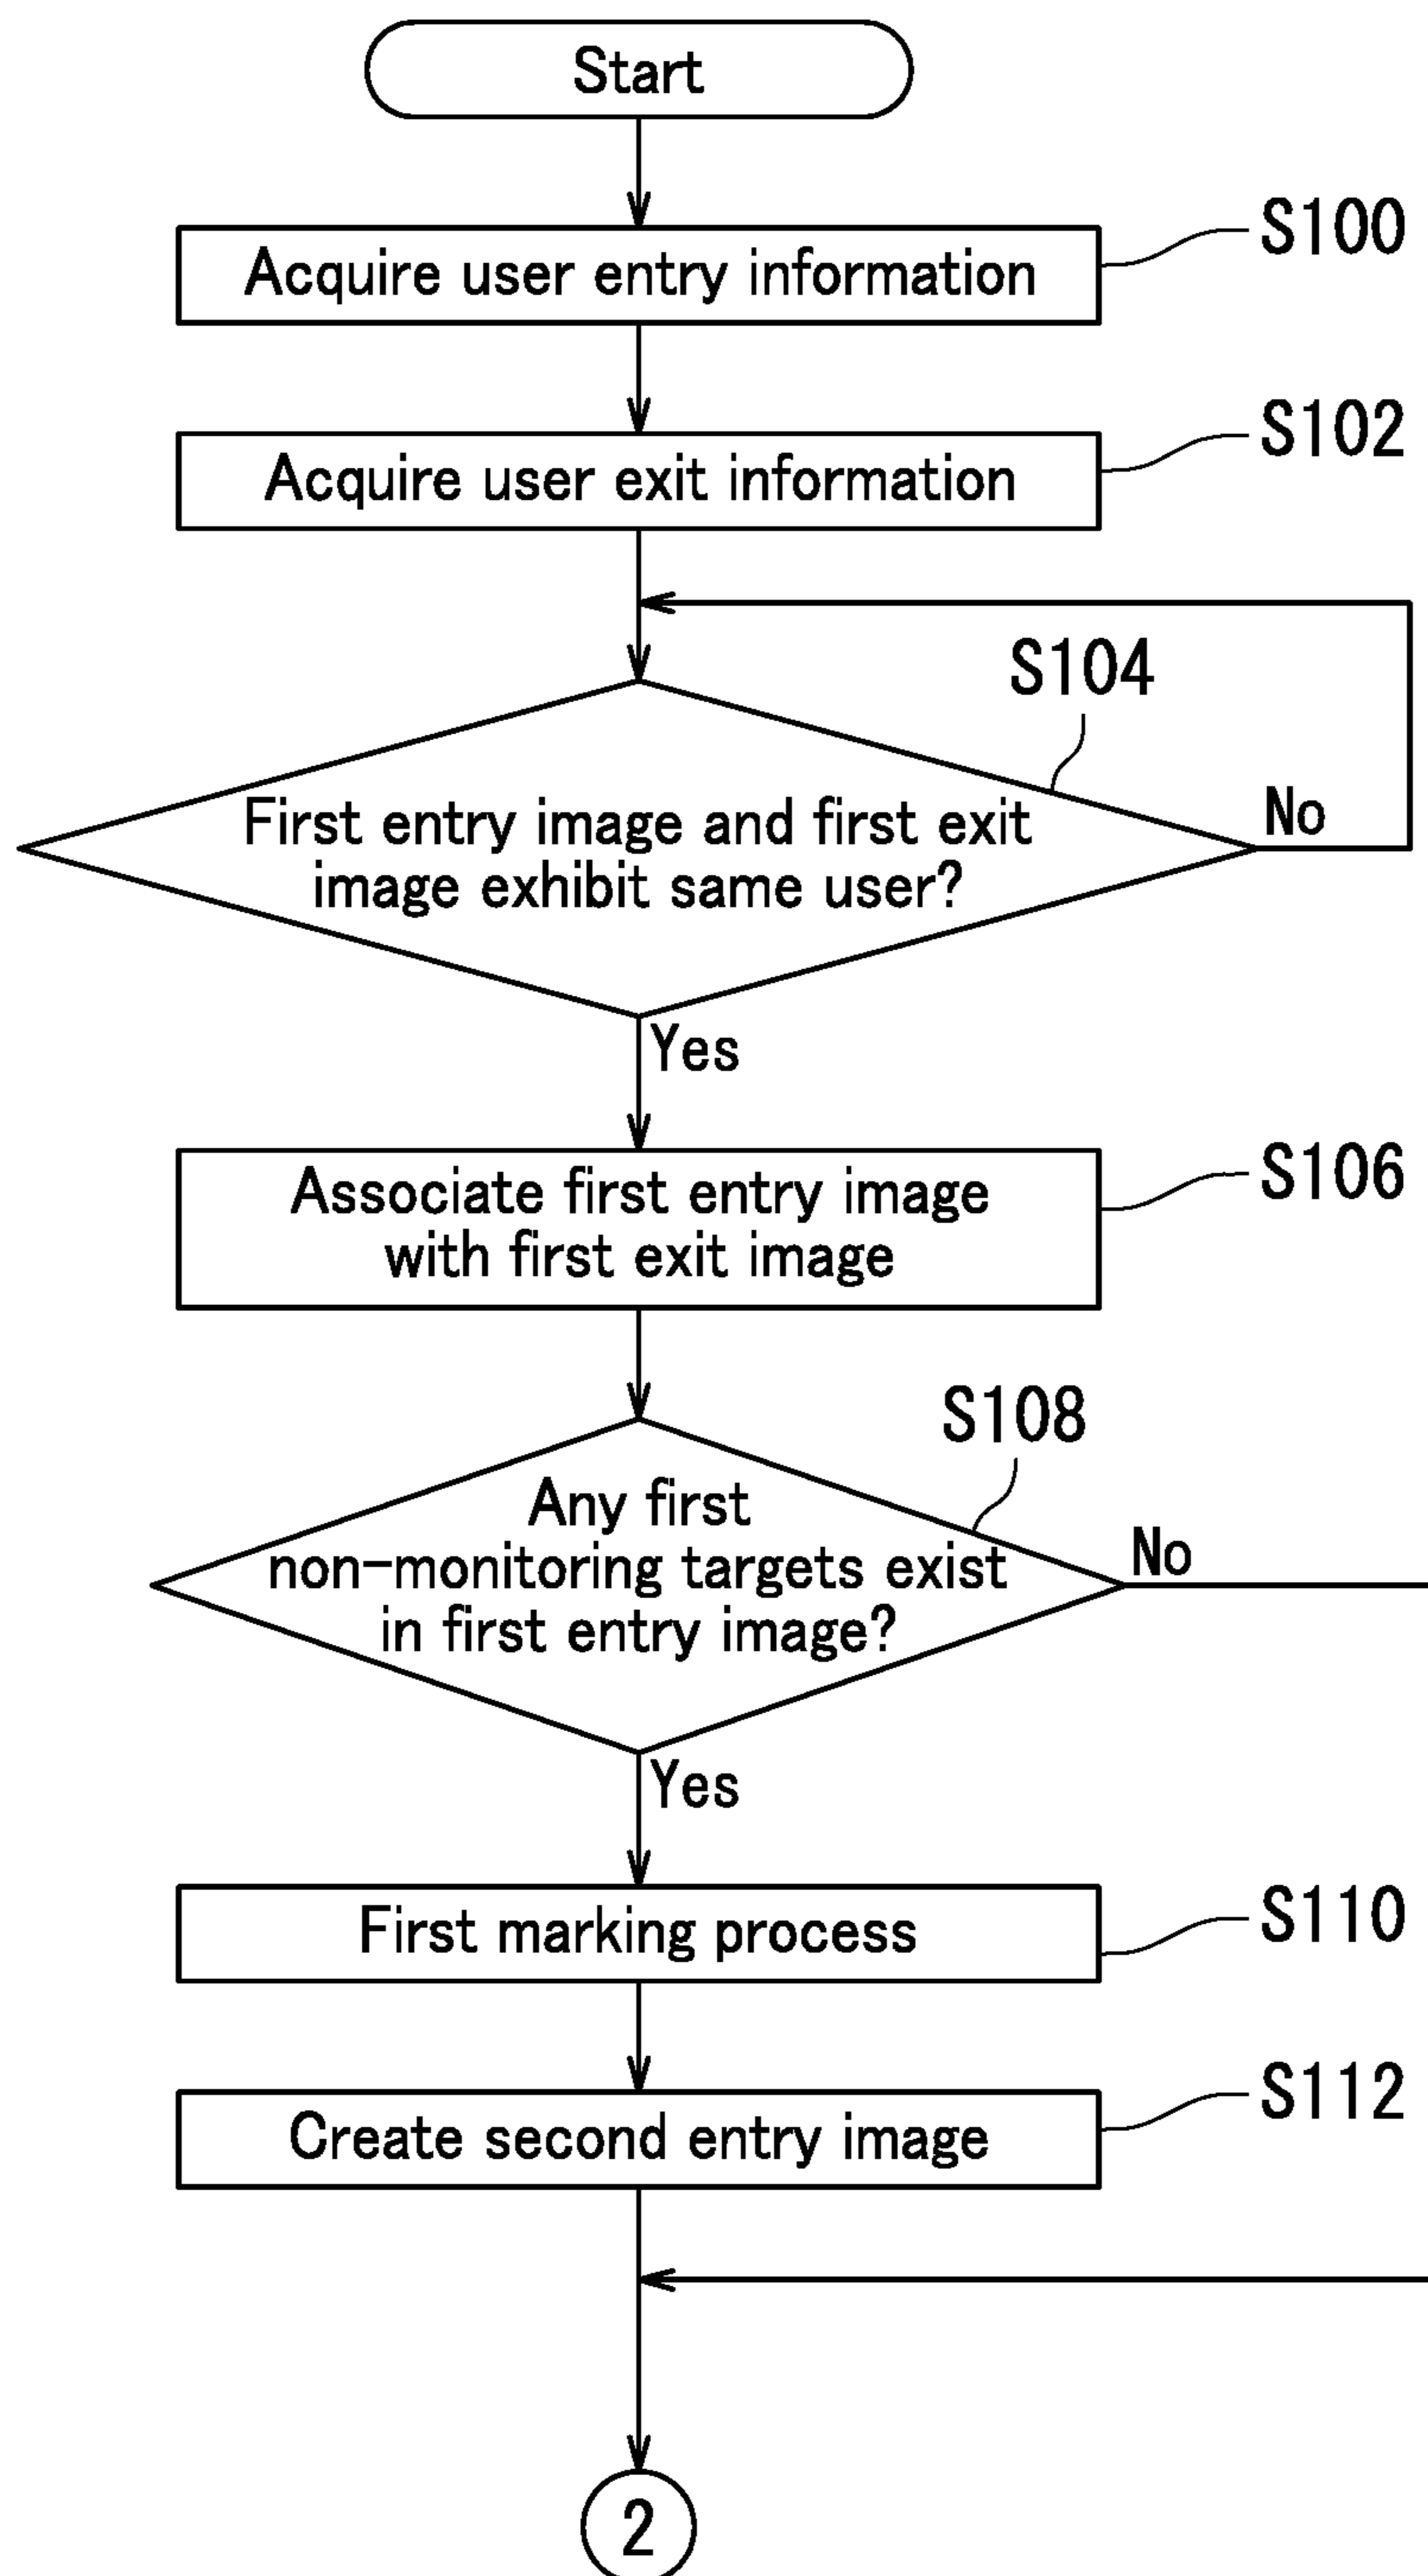 Start
S100
Acquire user entry information
S102
Acquire user exit information
S104
No
First entry image and first exit
image exhibit same user?
Yes
S106
Associate first entry image
with first exit image
S108
Any first
No
non-monitoring targets exist
in first entry image?
Yes
S110
First marking process
S112
Create second entry image
2